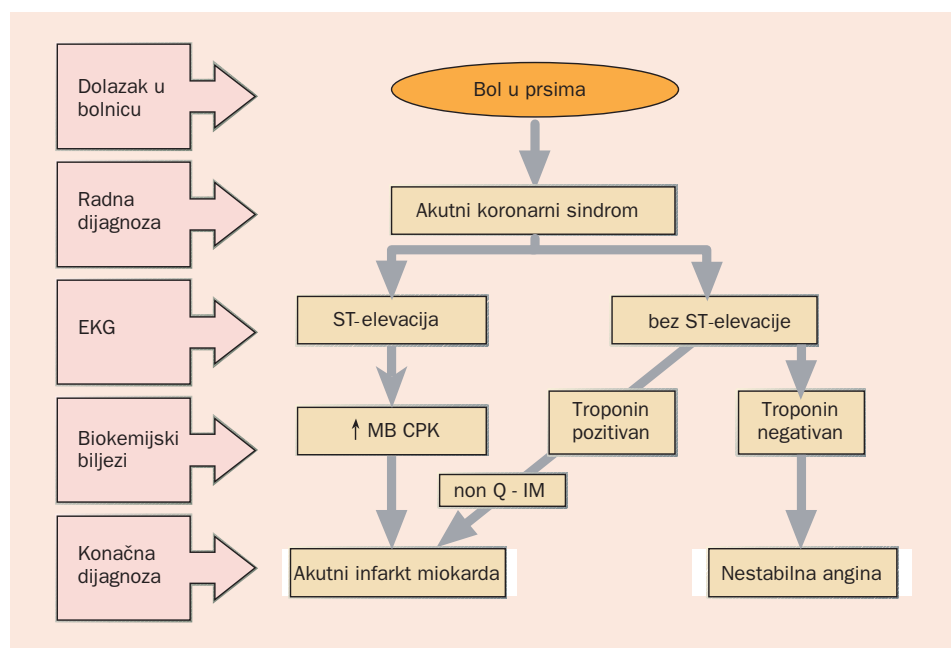 Dolazak u
bolnicu
Bol u prsima
Radna
dijagnoza
Akutni koronarni sindrom
EKG
ST-elevacija
bez ST-elevacije
Biokemijski
biljezi
↑ MB CPK
Troponin
pozitivan
Troponin
negativan
non Q - IM
Konačna
dijagnoza
Akutni infarkt miokarda
Nestabilna angina